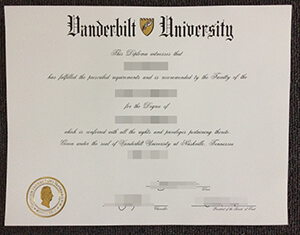 Vanderbilt University
This Diploma witnesses that
has fulfilled the prescribed requirements and is recommended by the Faculty of the
for the Degree of
which is conferred with all the rights and privileges pertaining thereto.
Given under the seal of Vanderbilt University at Nashville, Tennessee
Chancellor